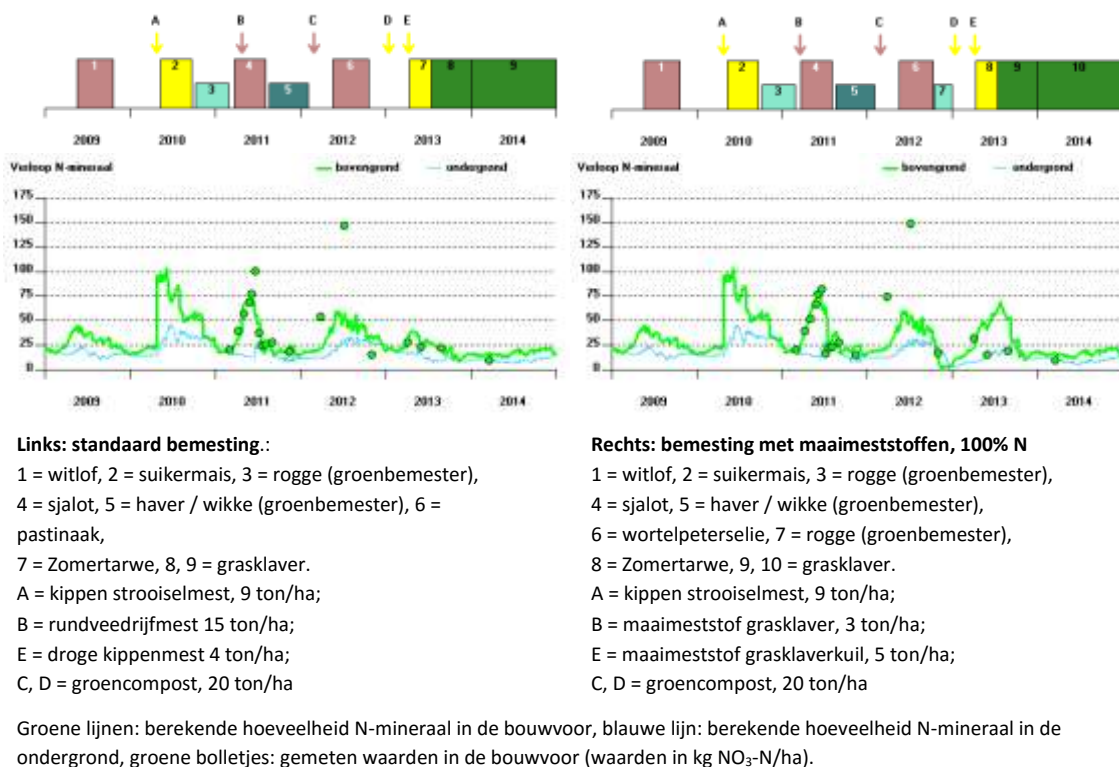 A B C D E
1 2 3 4 5 6 7 8 9
2009 2010 2011 2012 2013 2014
Verloop N-mineraal bovengrond ondergrond
175
150
125
100
75
50
25
0
2009 2010 2011 2012 2013 2014
A B C D E
1 2 3 4 5 6 7 8 9 10
2009 2010 2011 2012 2013 2014
Verloop N-mineraal bovengrond ondergrond
175
150
125
100
75
50
25
0
2009 2010 2011 2012 2013 2014
Links: standaard bemesting.:
1 = witlof, 2 = suikermais, 3 = rogge (groenbemester),
4 = sjalot, 5 = haver / wikke (groenbemester), 6 =
pastinaak,
7 = Zomertarwe, 8, 9 = grasklaver.
A = kippen strooiselmest, 9 ton/ha;
B = rundveedrijfmest 15 ton/ha;
E = droge kippenmest 4 ton/ha;
C, D = groencompost, 20 ton/ha
Rechts: bemesting met maaimeststoffen, 100% N
1 = witlof, 2 = suikermais, 3 = rogge (groenbemester),
4 = sjalot, 5 = haver / wikke (groenbemester),
6 = wortelpeterselie, 7 = rogge (groenbemester),
8 = Zomertarwe, 9, 10 = grasklaver.
A = kippen strooiselmest, 9 ton/ha;
B = maaimeststof grasklaver, 3 ton/ha;
E = maaimeststof grasklaverkuil, 5 ton/ha;
C, D = groencompost, 20 ton/ha
Groene lijnen: berekende hoeveelheid N-mineraal in de bouwvoor, blauwe lijn: berekende hoeveelheid N-mineraal in de
ondergrond, groene bolletjes: gemeten waarden in de bouwvoor (waarden in kg NO₃-N/ha).